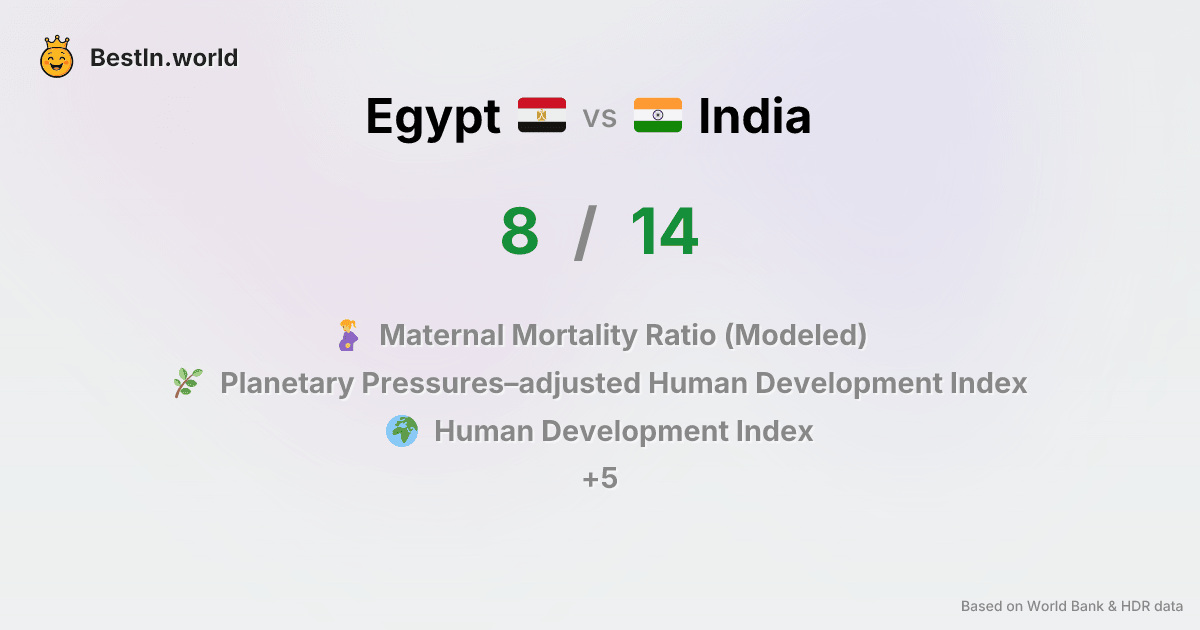 BestIn.world
Egypt vs India
8 / 14
Maternal Mortality Ratio (Modeled)
Planetary Pressures–adjusted Human Development Index
Human Development Index
+5
Based on World Bank & HDR data